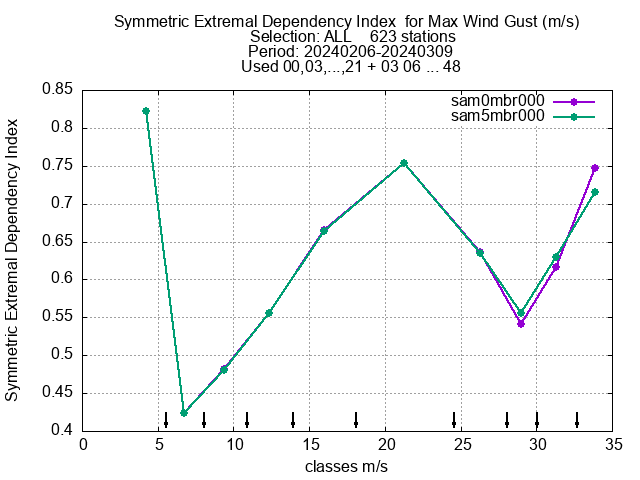 Symmetric Extremal Dependency Index  for Max Wind Gust (m/s)
Selection: ALL    623 stations
Period: 20240206-20240309
Used 00,03,...,21 + 03 06 ... 48
sam0mbr000
sam5mbr000
Symmetric Extremal Dependency Index
0.85
0.8
0.75
0.7
0.65
0.6
0.55
0.5
0.45
0.4
0 5 10 15 20 25 30 35
classes m/s